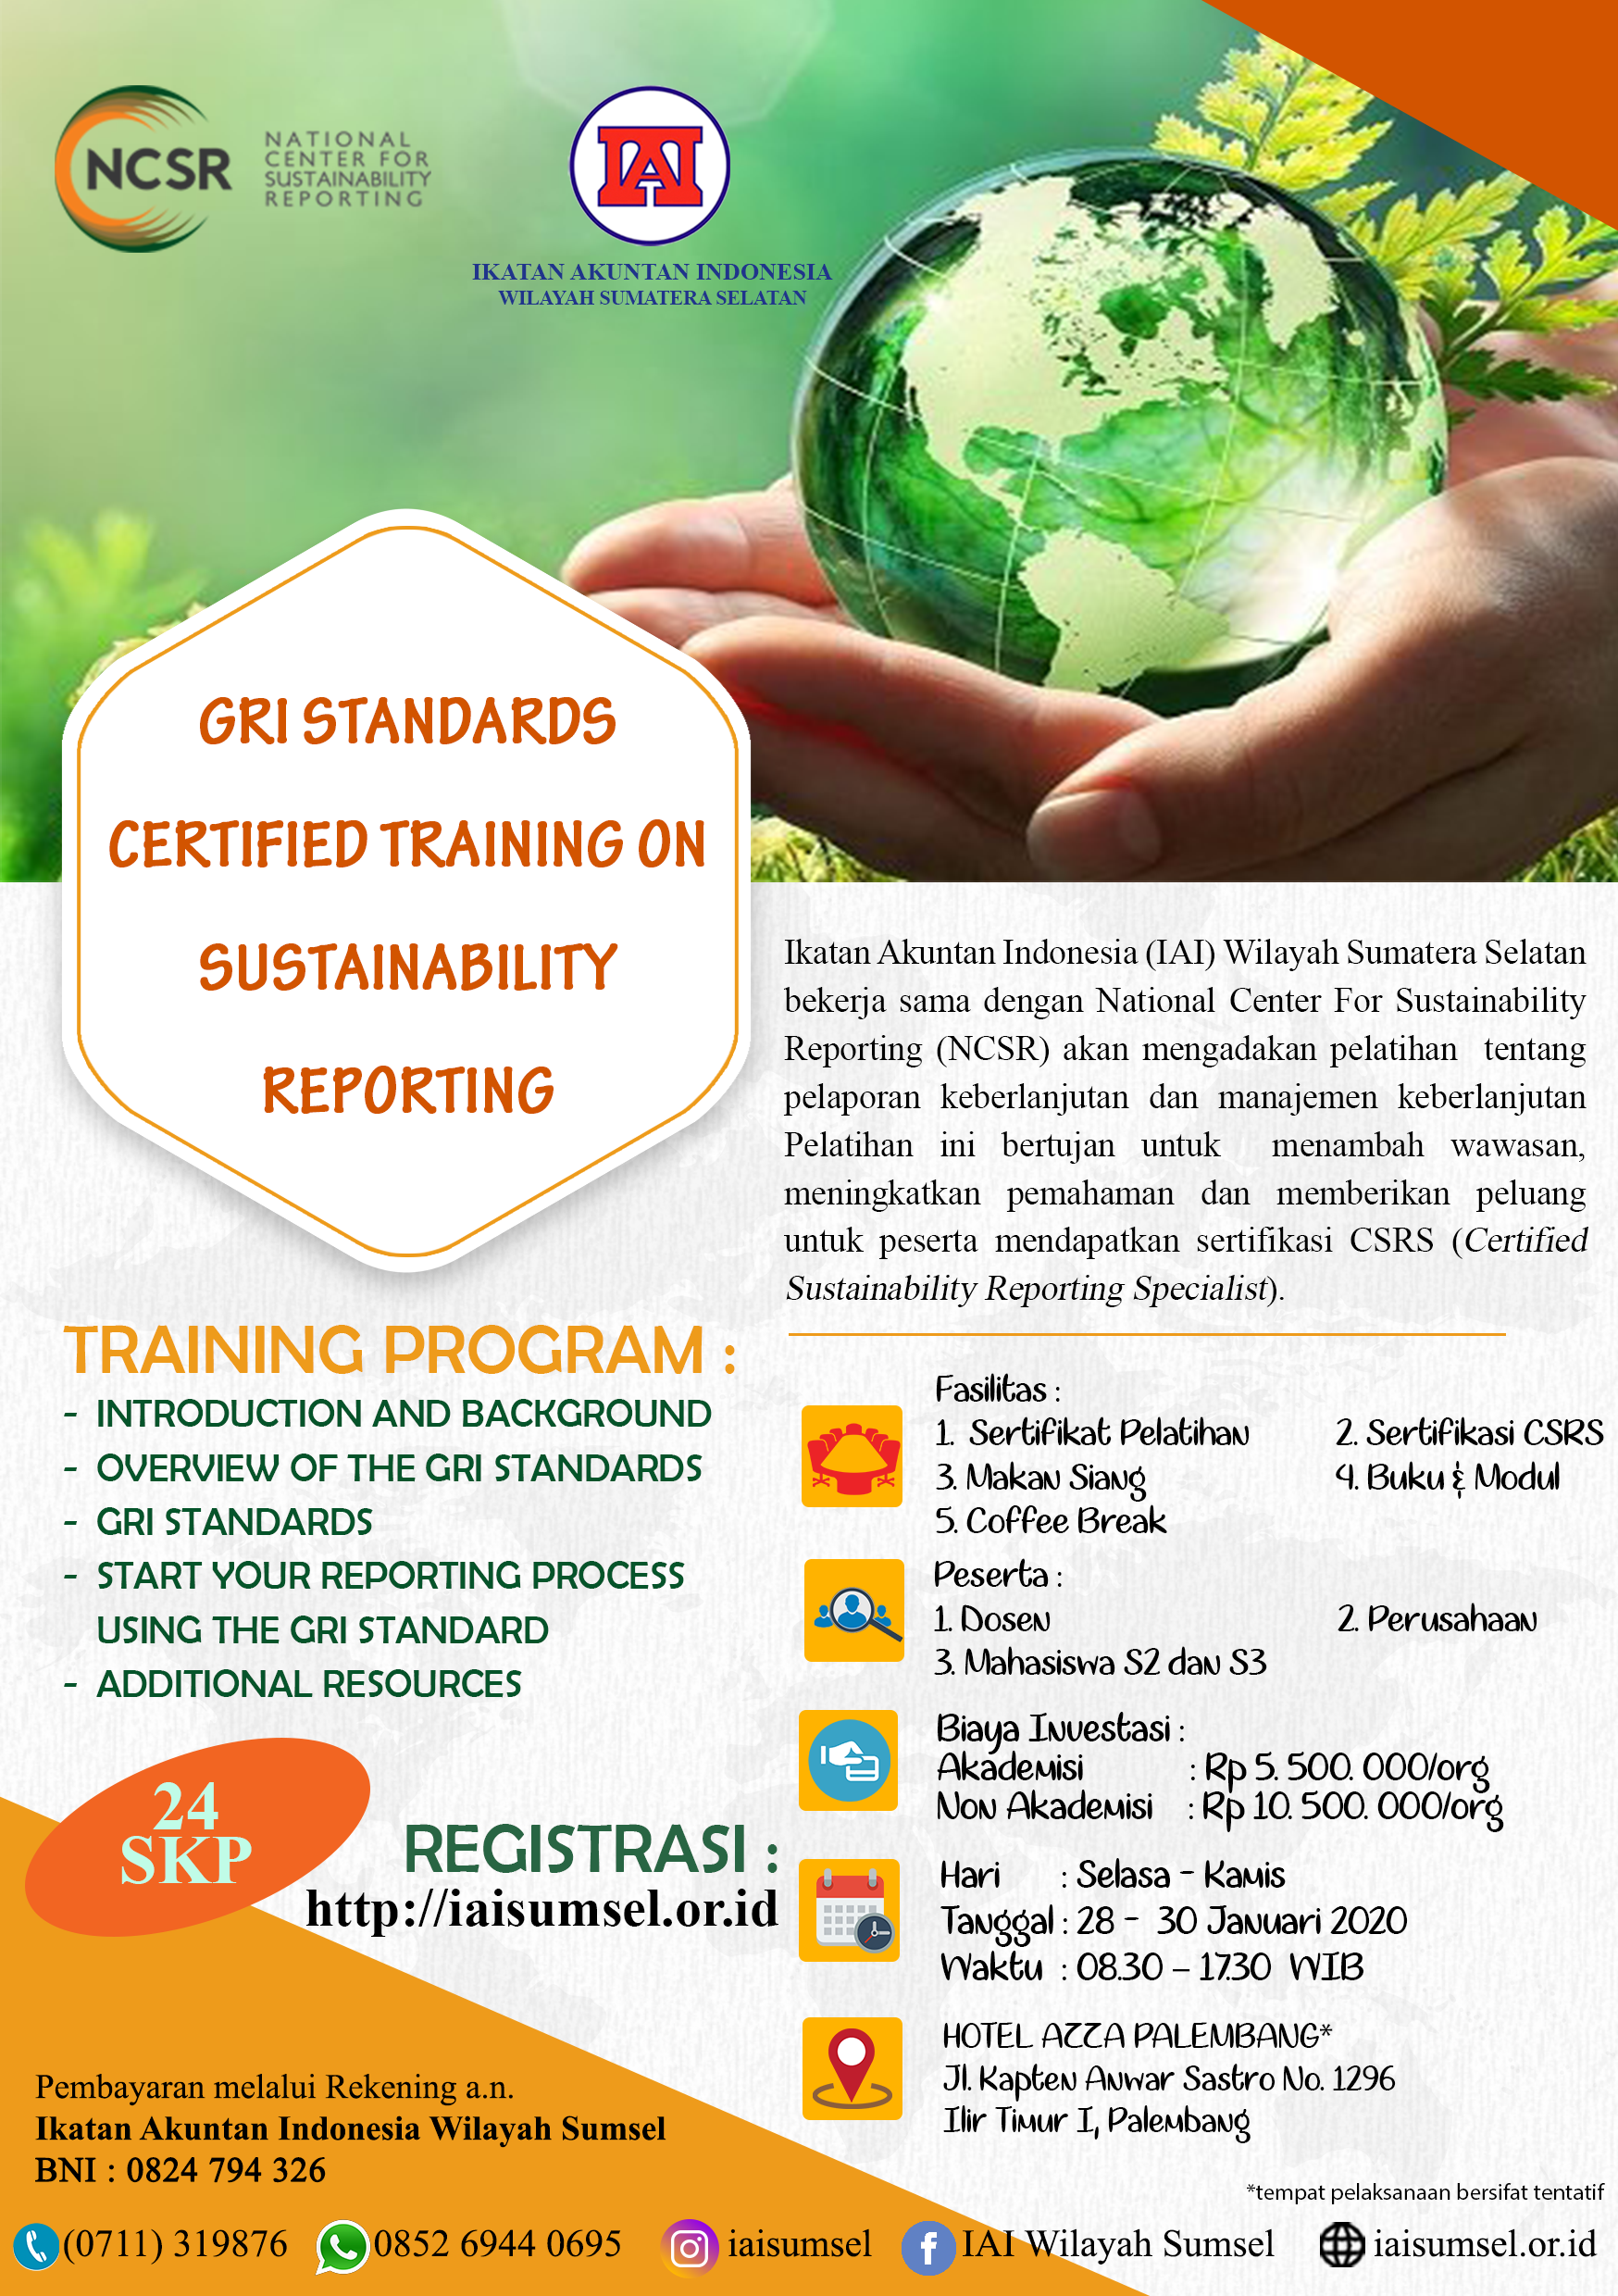 NCSR
NATIONAL
CENTER FOR
SUSTAINABILITY
REPORTING
IAI
IKATAN AKUNTAN INDONESIA
WILAYAH SUMATERA SELATAN
GRI STANDARDS
CERTIFIED TRAINING ON
SUSTAINABILITY
REPORTING
Ikatan Akuntan Indonesia (IAI) Wilayah Sumatera Selatan
bekerja sama dengan National Center For Sustainability
Reporting (NCSR) akan mengadakan pelatihan tentang
pelaporan keberlanjutan dan manajemen keberlanjutan
Pelatihan ini bertujan untuk menambah wawasan,
meningkatkan pemahaman dan memberikan peluang
untuk peserta mendapatkan sertifikasi CSRS (Certified
Sustainability Reporting Specialist).
TRAINING PROGRAM :
- INTRODUCTION AND BACKGROUND
- OVERVIEW OF THE GRI STANDARDS
- GRI STANDARDS
- START YOUR REPORTING PROCESS
USING THE GRI STANDARD
- ADDITIONAL RESOURCES
Fasilitas :
1. Sertifikat Pelatihan 2. Sertifikasi CSRS
3. Makan Siang 4. Buku & Modul
5. Coffee Break
Peserta :
1. Dosen 2. Perusahaan
3. Mahasiswa S2 dan S3
Biaya Investasi :
Akademisi : Rp 5. 500. 000/org
Non Akademisi : Rp 10. 500. 000/org
Hari : Selasa - Kamis
Tanggal : 28 - 30 Januari 2020
Waktu : 08.30 – 17.30 WIB
HOTEL AZZA PALEMBANG*
Jl. Kapten Anwar Sastro No. 1296
Ilir Timur I, Palembang
*tempat pelaksanaan bersifat tentatif
24
SKP
REGISTRASI :
http://iaisumsel.or.id
Pembayaran melalui Rekening a.n.
Ikatan Akuntan Indonesia Wilayah Sumsel
BNI : 0824 794 326
(0711) 319876 0852 6944 0695 iaisumsel IAI Wilayah Sumsel iaisumsel.or.id